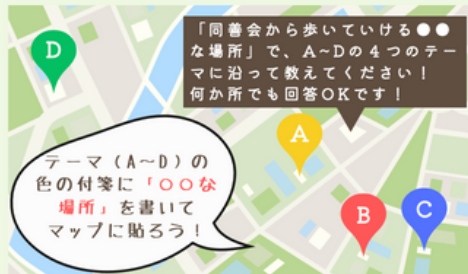 D
「同善会から歩いていける●●
な場所」で、A~Dの4つのテー
マに沿って教えてください！
何か所でも回答OKです！
A
テーマ（A～D）の
色の付箋に「○○な
場所」を書いて
マップに貼ろう！
B
C